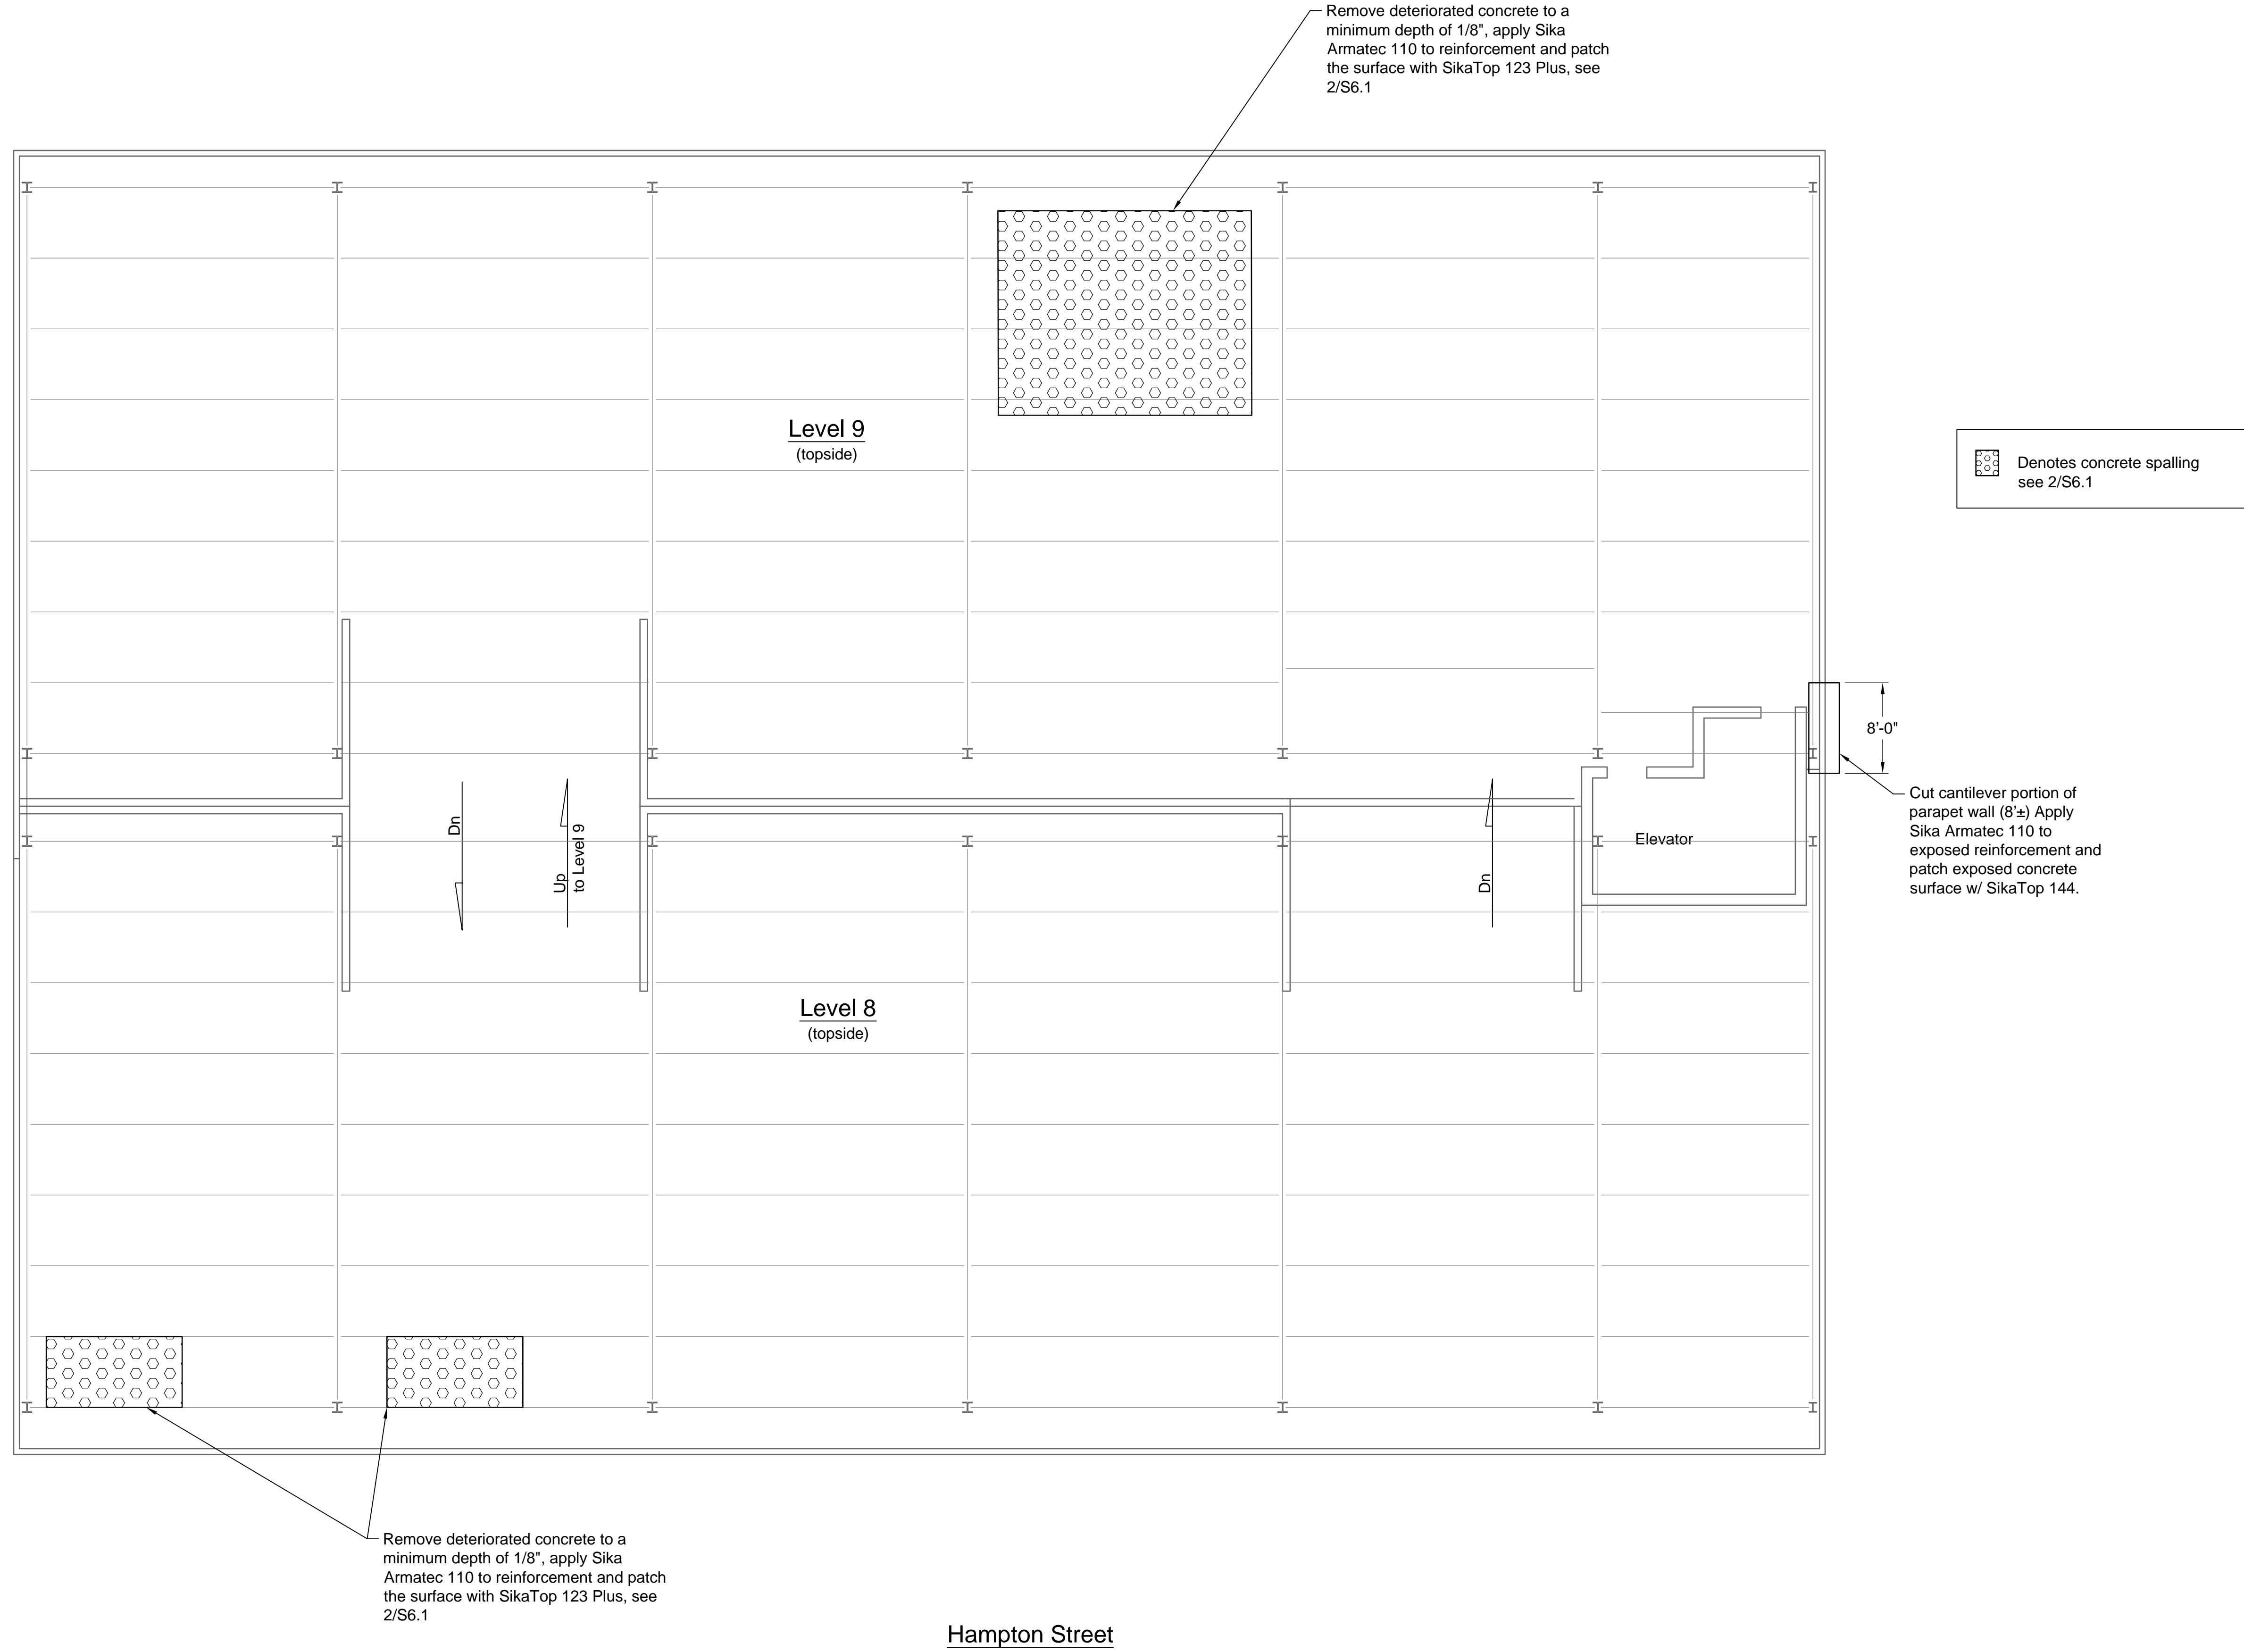 Remove deteriorated concrete to a
minimum depth of 1/8", apply Sika
Armatec 110 to reinforcement and patch
the surface with SikaTop 123 Plus, see
2/S6.1
Level 9
(topside)
Denotes concrete spalling
see 2/S6.1
8'-0"
Cut cantilever portion of
parapet wall (8'±) Apply
Sika Armatec 110 to
exposed reinforcement and
patch exposed concrete
surface w/ SikaTop 144.
Dn
Up
to Level 9
Dn
Elevator
Level 8
(topside)
Remove deteriorated concrete to a
minimum depth of 1/8", apply Sika
Armatec 110 to reinforcement and patch
the surface with SikaTop 123 Plus, see
2/S6.1
Hampton Street